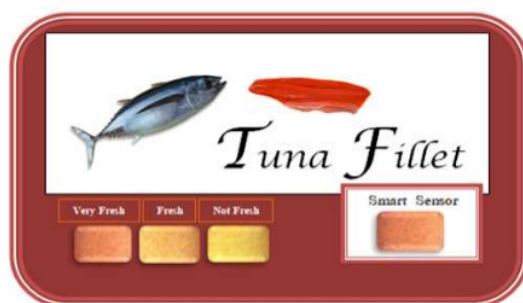 Tuna Fillet
Very Fresh
Fresh
Not Fresh
Smart Sensor